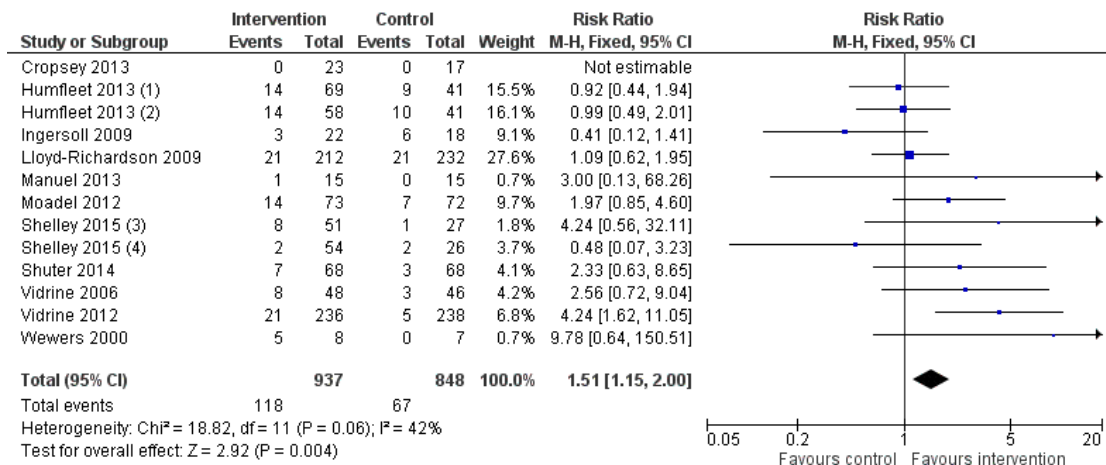 Intervention Control Risk Ratio Risk Ratio
Study or Subgroup Events Total Events Total Weight M-H, Fixed, 95% CI M-H, Fixed, 95% CI
Cropsey 2013 0 23 0 17 Not estimable
Humfleet 2013 (1) 14 69 9 41 15.5% 0.92 [0.44, 1.94]
Humfleet 2013 (2) 14 58 10 41 16.1% 0.99 [0.49, 2.01]
Ingersoll 2009 3 22 6 18 9.1% 0.41 [0.12, 1.41]
Lloyd-Richardson 2009 21 212 21 232 27.6% 1.09 [0.62, 1.95]
Manuel 2013 1 15 0 15 0.7% 3.00 [0.13, 68.26]
Moadel 2012 14 73 7 72 9.7% 1.97 [0.85, 4.60]
Shelley 2015 (3) 8 51 1 27 1.8% 4.24 [0.56, 32.11]
Shelley 2015 (4) 2 54 2 26 3.7% 0.48 [0.07, 3.23]
Shuter 2014 7 68 3 68 4.1% 2.33 [0.63, 8.65]
Vidrine 2006 8 48 3 46 4.2% 2.56 [0.72, 9.04]
Vidrine 2012 21 236 5 238 6.8% 4.24 [1.62, 11.05]
Wewers 2000 5 8 0 7 0.7% 9.78 [0.64, 150.51]
Total (95% CI) 937 848 100.0% 1.51 [1.15, 2.00]
Total events 118 67
Heterogeneity: Chi² = 18.82, df = 11 (P = 0.06); I² = 42%
Test for overall effect: Z = 2.92 (P = 0.004)
0.05 0.2 1 5 20
Favours control Favours intervention